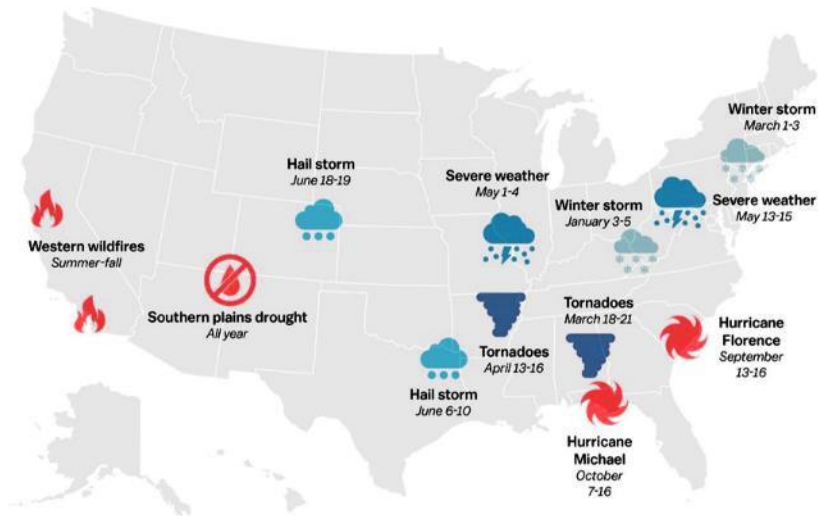 Winter storm
March 1-3
Hail storm
June 18-19
Severe weather
May 1-4
Winter storm
January 3-5
Severe weather
May 13-15
Western wildfires
Summer-fall
Southern plains drought
All year
Tornadoes
March 18-21
Hurricane
Florence
September
13-16
Tornadoes
April 13-16
Hail storm
June 6-10
Hurricane
Michael
October
7-16